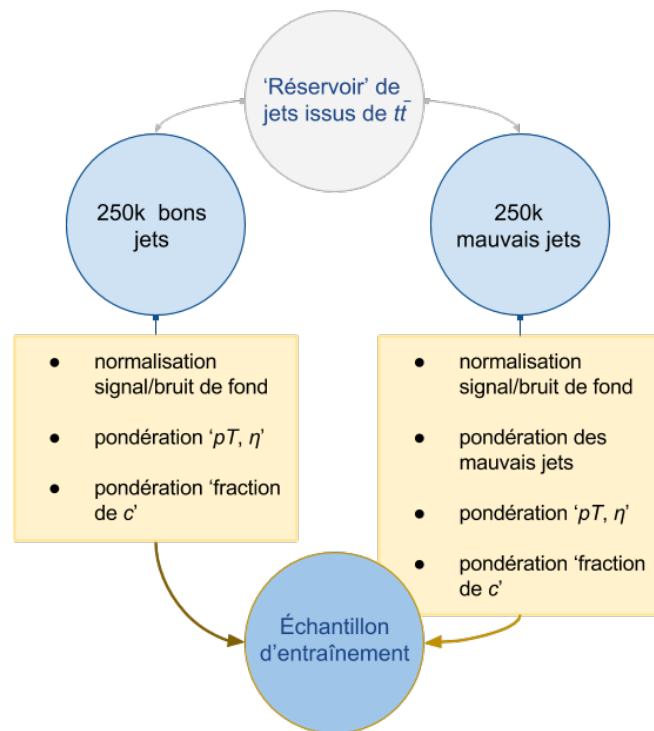 ‘Réservoir’ de
jets issus de tt̄
250k bons
jets
250k
mauvais jets
● normalisation
signal/bruit de fond
● pondération ‘pT, η’
● pondération ‘fraction
de c’
● normalisation
signal/bruit de fond
● pondération des
mauvais jets
● pondération ‘pT, η’
● pondération ‘fraction
de c’
Échantillon
d’entraînement